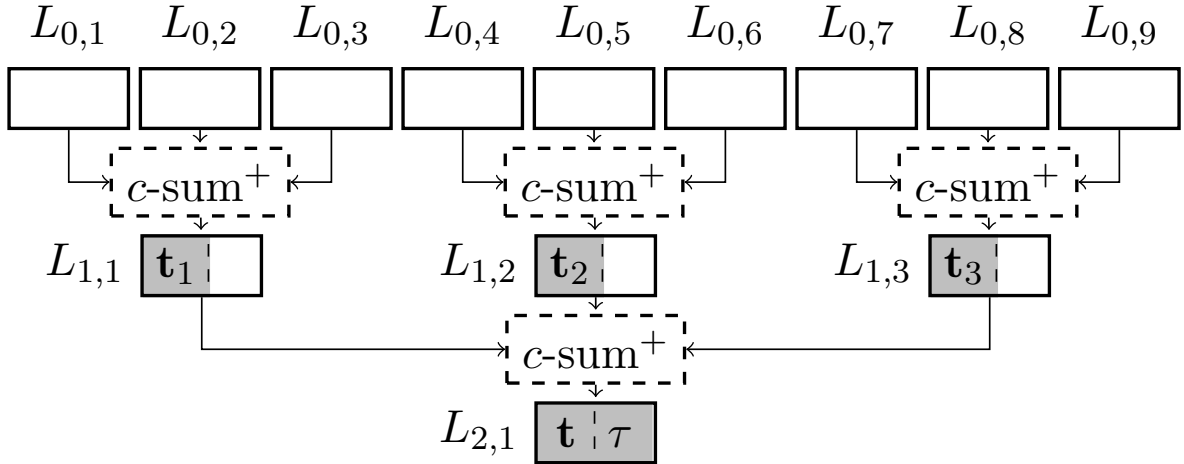 L₀,₁ L₀,₂ L₀,₃ L₀,₄ L₀,₅ L₀,₆ L₀,₇ L₀,₈ L₀,₉
c-sum⁺ c-sum⁺ c-sum⁺
L₁,₁ t₁ L₁,₂ t₂ L₁,₃ t₃
c-sum⁺
L₂,₁ t τ